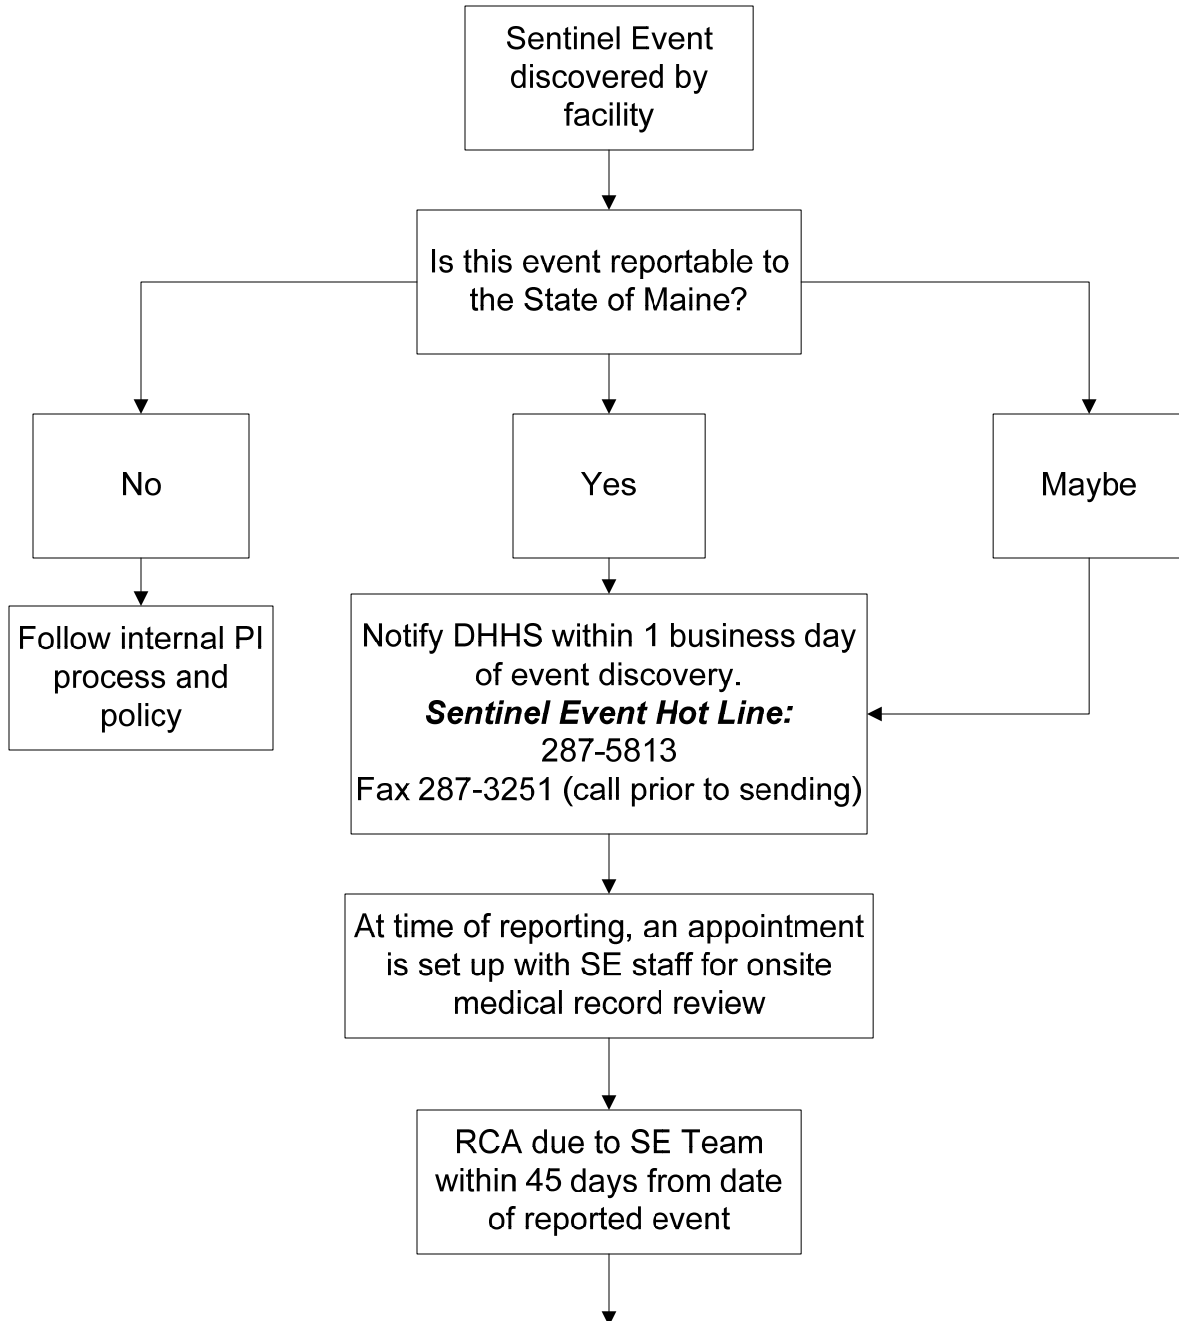 Sentinel Event
discovered by
facility
Is this event reportable to
the State of Maine?
No
Yes
Maybe
Follow internal PI
process and
policy
Notify DHHS within 1 business day
of event discovery.
Sentinel Event Hot Line:
287-5813
Fax 287-3251 (call prior to sending)
At time of reporting, an appointment
is set up with SE staff for onsite
medical record review
RCA due to SE Team
within 45 days from date
of reported event